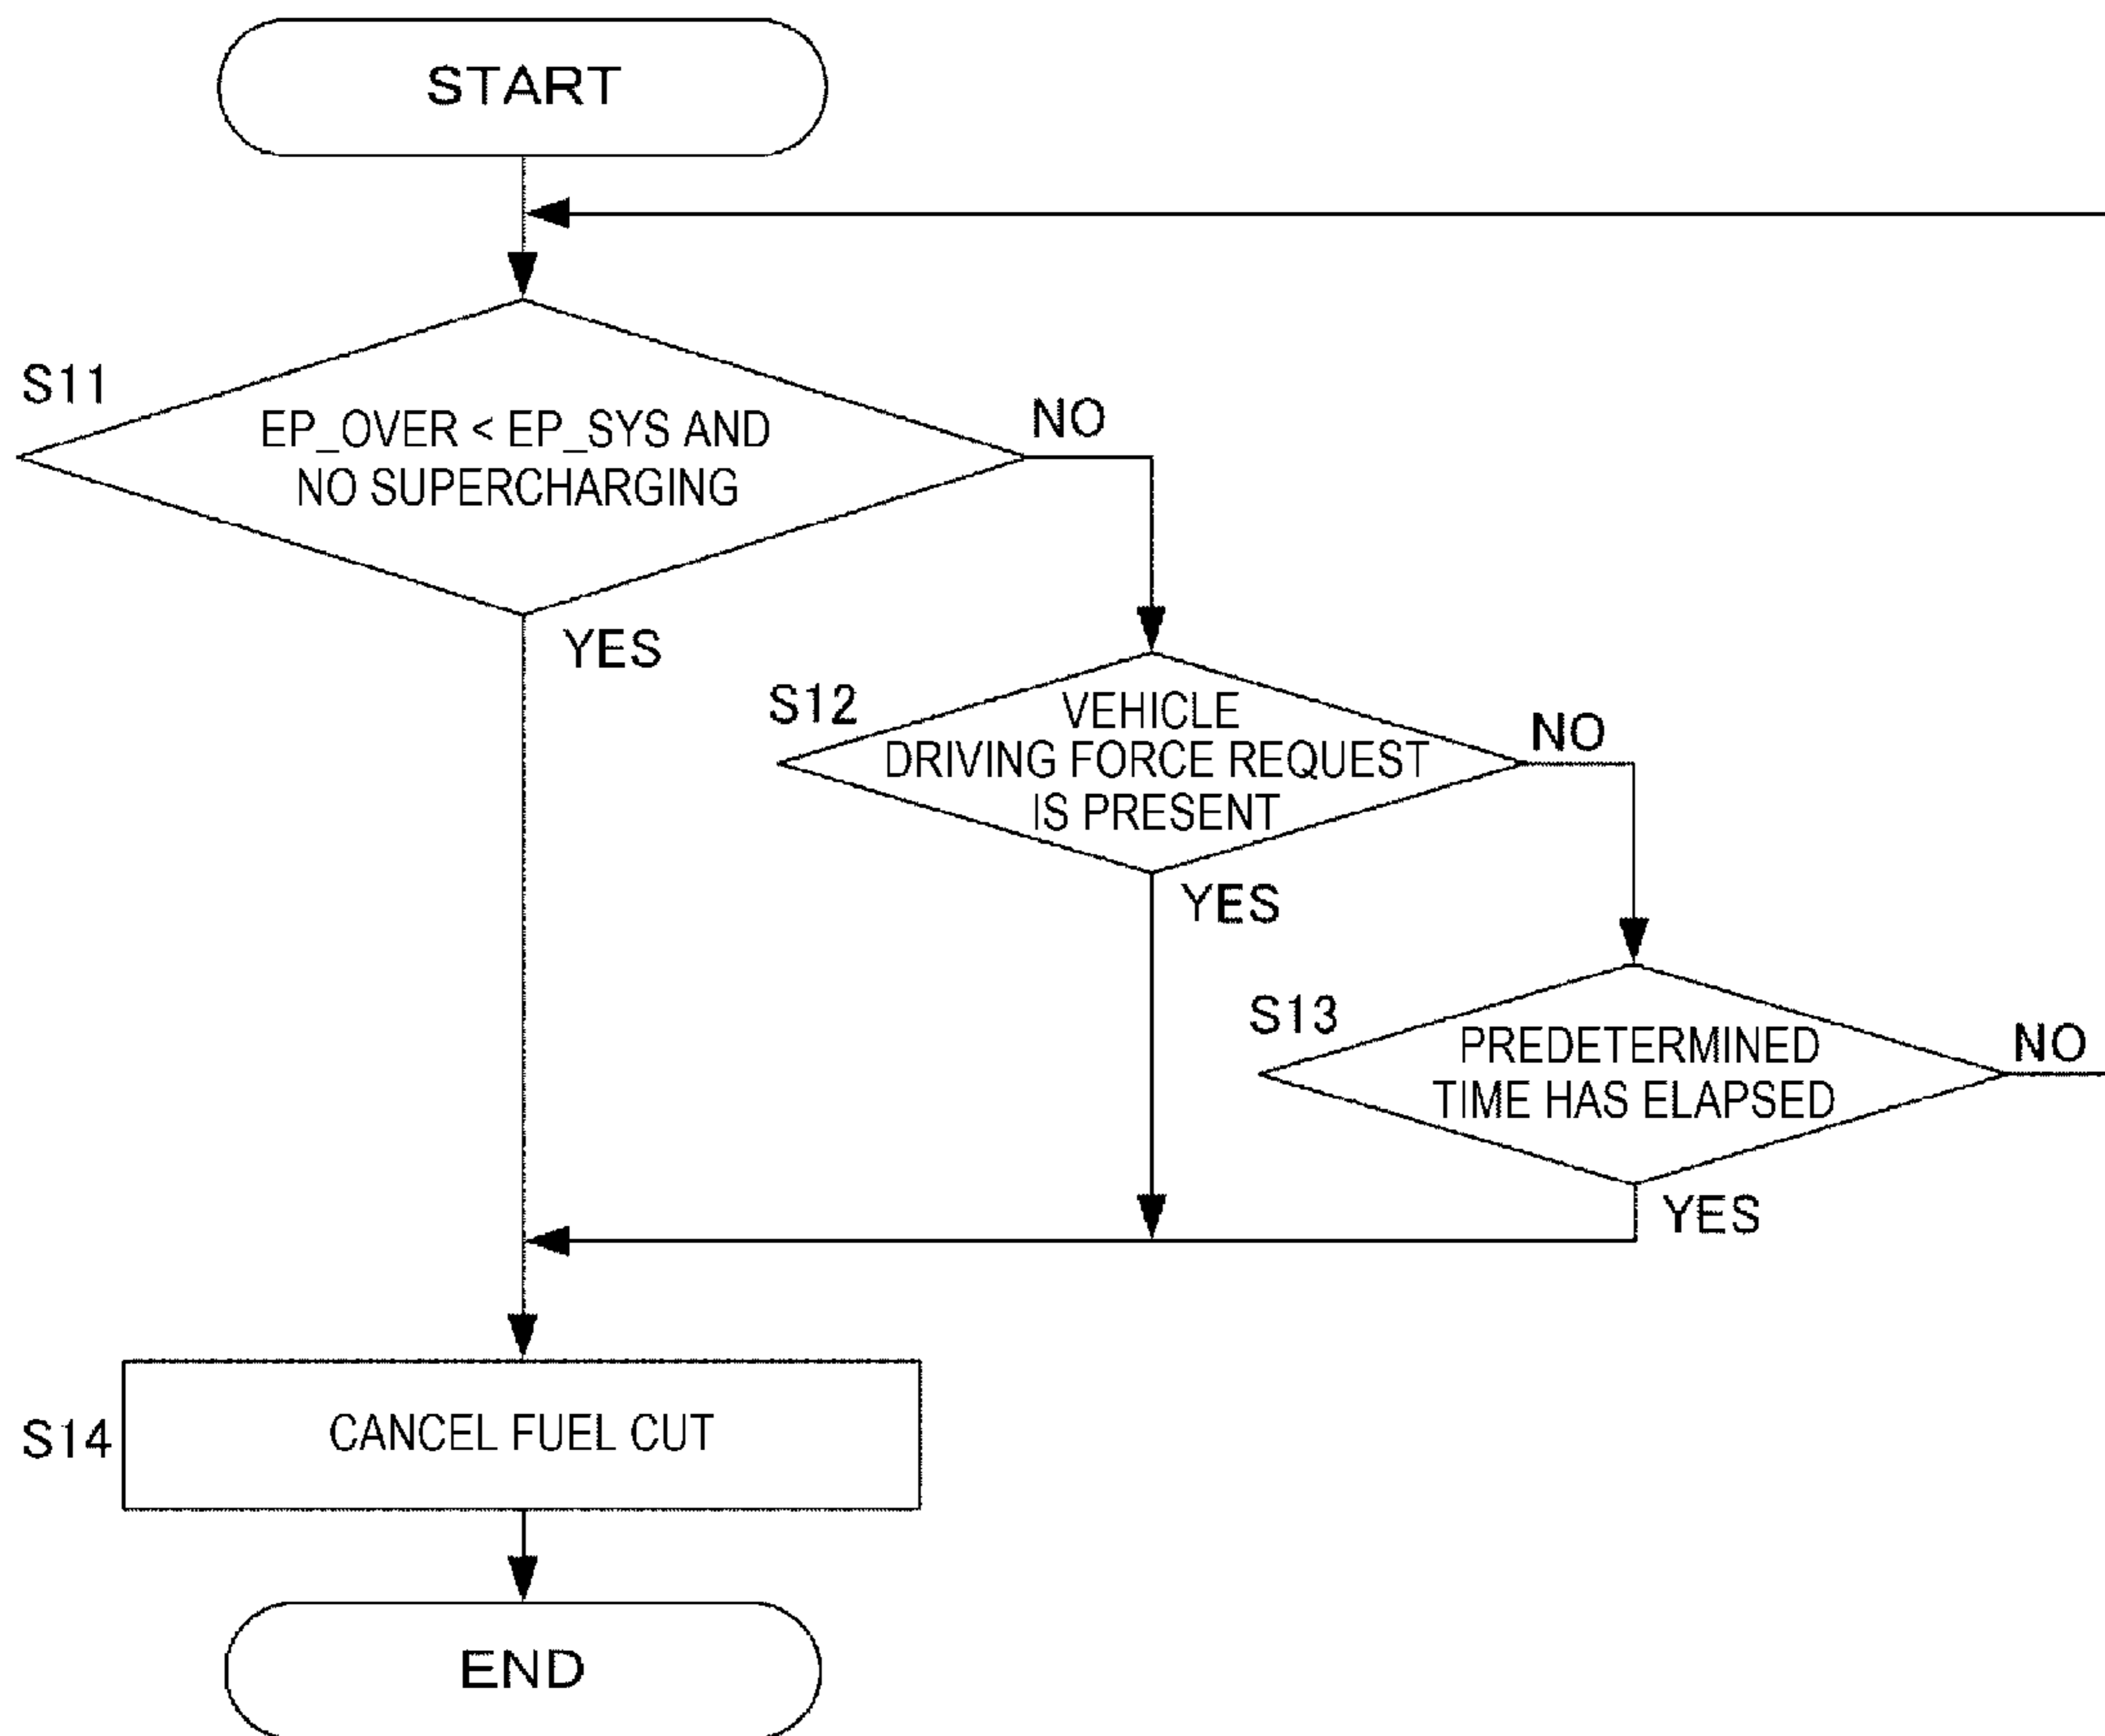 START
S11
EP_OVER < EP_SYS AND
NO SUPERCHARGING
NO
YES
S12
VEHICLE
DRIVING FORCE REQUEST
IS PRESENT
NO
YES
S13
PREDETERMINED
TIME HAS ELAPSED
NO
YES
S14
CANCEL FUEL CUT
END